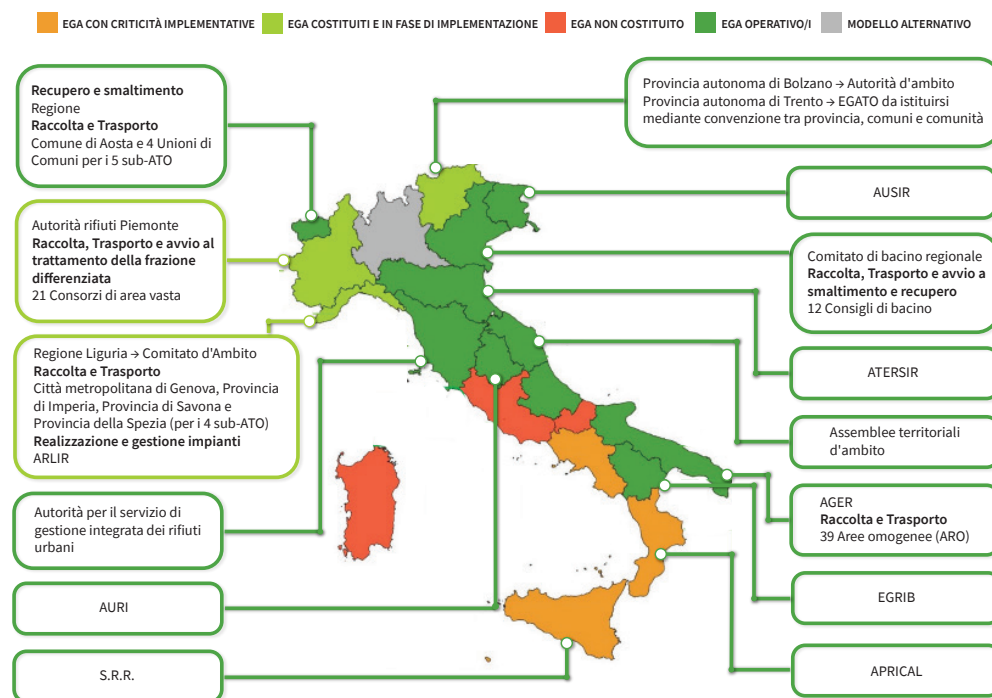 EGA CON CRITICITÀ IMPLEMENTATIVE
EGA COSTITUITI E IN FASE DI IMPLEMENTAZIONE
EGA NON COSTITUITO
EGA OPERATIVO/I
MODELLO ALTERNATIVO
Recupero e smaltimento
Regione
Raccolta e Trasporto
Comune di Aosta e 4 Unioni di
Comuni per i 5 sub-ATO
Autorità rifiuti Piemonte
Raccolta, Trasporto e avvio al
trattamento della frazione
differenziata
21 Consorzi di area vasta
Regione Liguria → Comitato d'Ambito
Raccolta e Trasporto
Città metropolitana di Genova, Provincia
di Imperia, Provincia di Savona e
Provincia della Spezia (per i 4 sub-ATO)
Realizzazione e gestione impianti
ARLIR
Autorità per il servizio di
gestione integrata dei rifiuti
urbani
AURI
S.R.R.
Provincia autonoma di Bolzano → Autorità d'ambito
Provincia autonoma di Trento → EGATO da istituirsi
mediante convenzione tra provincia, comuni e comunità
AUSIR
Comitato di bacino regionale
Raccolta, Trasporto e avvio a
smaltimento e recupero
12 Consigli di bacino
ATERSIR
Assemblee territoriali
d'ambito
AGER
Raccolta e Trasporto
39 Aree omogenee (ARO)
EGRIB
APRICAL